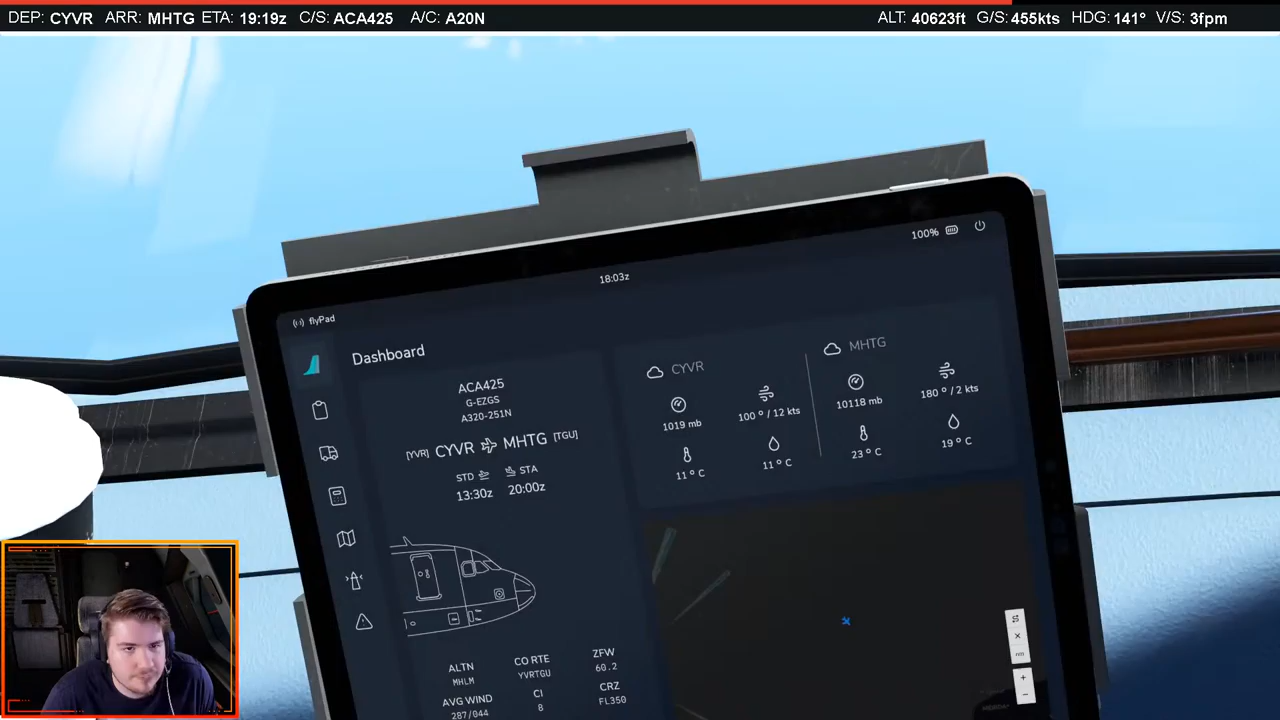 DEP: CYVR ARR: MHTG ETA: 19:19z C/S: ACA425 A/C: A20N
ALT: 40623ft G/S: 455kts HDG: 141° V/S: 3fpm
100%
18:03z
flyPad
Dashboard
ACA425
G-EZGS
A320-251N
[YVR] CYVR MHTG [TGU]
STD STA
13:30z 20:00z
ALTN CO RTE ZFW
MHLM YVRTGU 60.2
AVG WIND CI CRZ
287/044 8 FL350
CYVR
1019 mb 100° / 12 kts
11° C 11° C
MHTG
10118 mb 180° / 2 kts
23° C 19° C